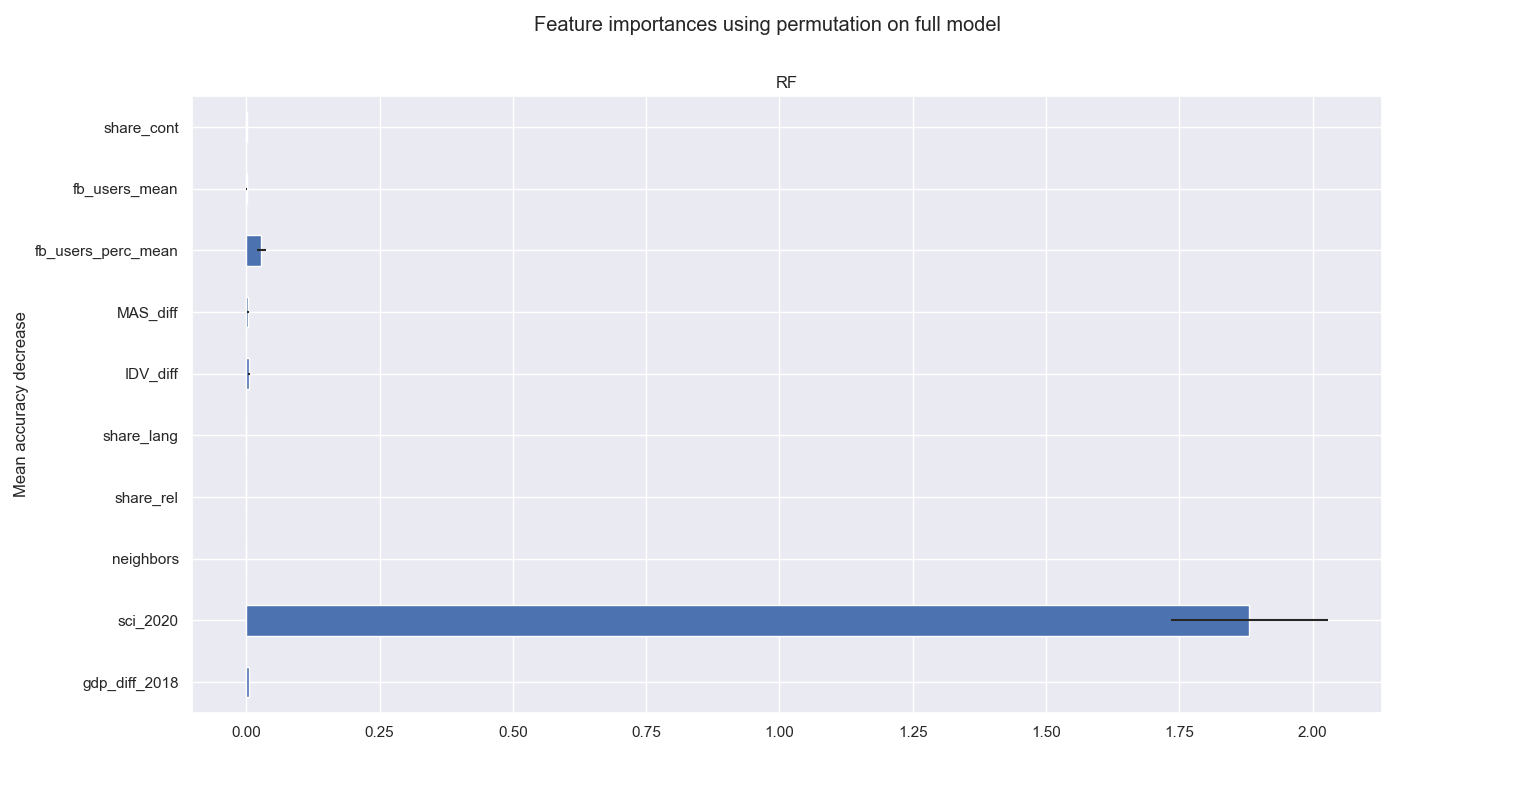 Feature importances using permutation on full model
RF
Mean accuracy decrease
share_cont
fb_users_mean
fb_users_perc_mean
MAS_diff
IDV_diff
share_lang
share_rel
neighbors
sci_2020
gdp_diff_2018
0.00 0.25 0.50 0.75 1.00 1.25 1.50 1.75 2.00